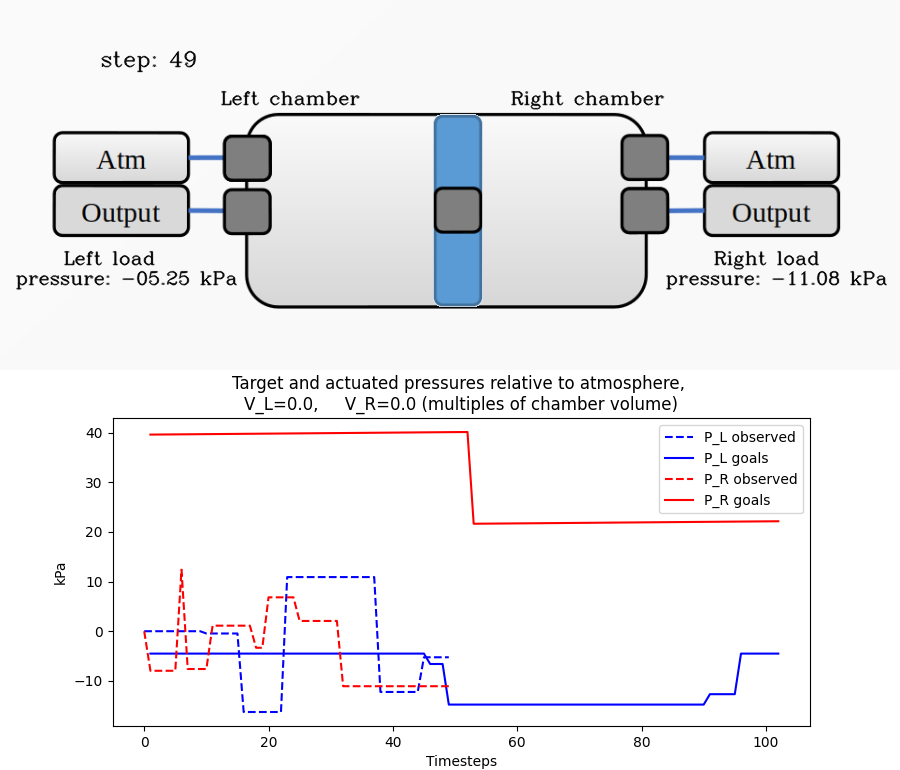 step: 49
Left chamber
Right chamber
Atm
Atm
Output
Output
Left load
pressure: -05.25 kPa
Right load
pressure: -11.08 kPa
Target and actuated pressures relative to atmosphere,
V_L=0.0, V_R=0.0 (multiples of chamber volume)
40
30
20
10
0
−10
kPa
P_L observed
P_L goals
P_R observed
P_R goals
0 20 40 60 80 100
Timesteps